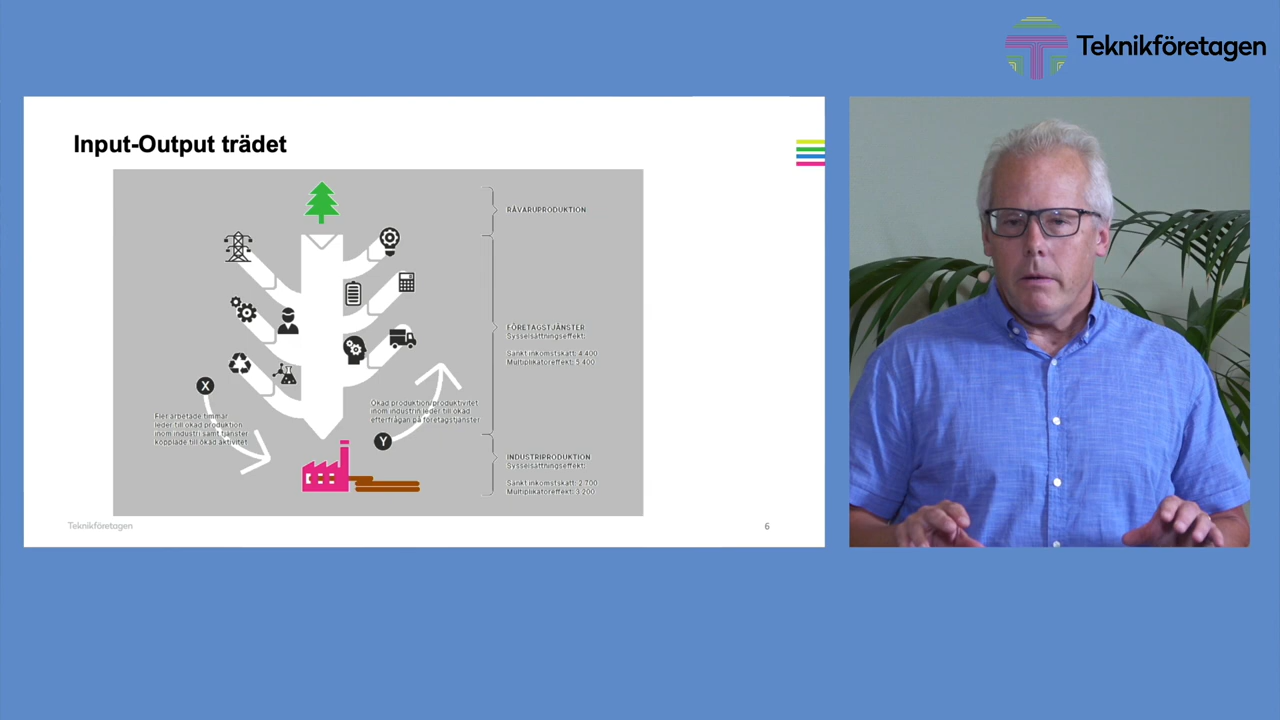 Teknikföretagen
Input-Output trädet
RÅVARUPRODUKTION
FÖRETAGSTJÄNSTER
Sysselsättningseffekt:
Sänkt inkomstskatt: 4 400
Multiplikatoreffekt: 5 400
X
Fler arbetade timmar
leder till ökad produktion
inom industri samt tjänster
kopplade till ökad aktivitet
Ökad produktion/produktivitet
inom industrin leder till ökad
efterfrågan på företagstjänster
Y
INDUSTRIPRODUKTION
Sysselsättningseffekt:
Sänkt inkomstskatt: 2 700
Multiplikatoreffekt: 3 200
Teknikföretagen
6